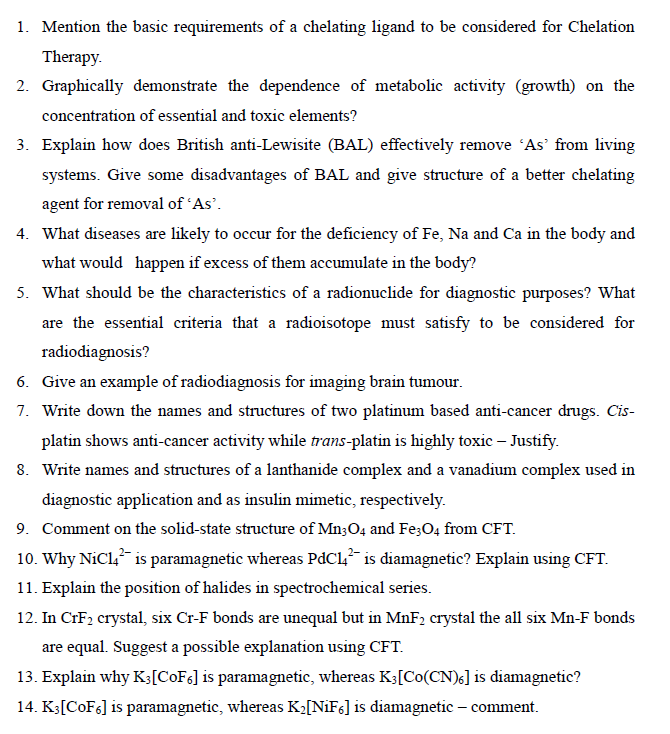 1. Mention the basic requirements of a chelating ligand to be considered for Chelation
Therapy.
2. Graphically demonstrate the dependence of metabolic activity (growth) on the
concentration of essential and toxic elements?
3. Explain how does British anti-Lewisite (BAL) effectively remove ‘As’ from living
systems. Give some disadvantages of BAL and give structure of a better chelating
agent for removal of ‘As’.
4. What diseases are likely to occur for the deficiency of Fe, Na and Ca in the body and
what would happen if excess of them accumulate in the body?
5. What should be the characteristics of a radionuclide for diagnostic purposes? What
are the essential criteria that a radioisotope must satisfy to be considered for
radiodiagnosis?
6. Give an example of radiodiagnosis for imaging brain tumour.
7. Write down the names and structures of two platinum based anti-cancer drugs. Cis-
platin shows anti-cancer activity while trans-platin is highly toxic – Justify.
8. Write names and structures of a lanthanide complex and a vanadium complex used in
diagnostic application and as insulin mimetic, respectively.
9. Comment on the solid-state structure of Mn₃O₄ and Fe₃O₄ from CFT.
10. Why NiCl₄²⁻ is paramagnetic whereas PdCl₄²⁻ is diamagnetic? Explain using CFT.
11. Explain the position of halides in spectrochemical series.
12. In CrF₂ crystal, six Cr-F bonds are unequal but in MnF₂ crystal the all six Mn-F bonds
are equal. Suggest a possible explanation using CFT.
13. Explain why K₃[CoF₆] is paramagnetic, whereas K₃[Co(CN)₆] is diamagnetic?
14. K₃[CoF₆] is paramagnetic, whereas K₂[NiF₆] is diamagnetic – comment.